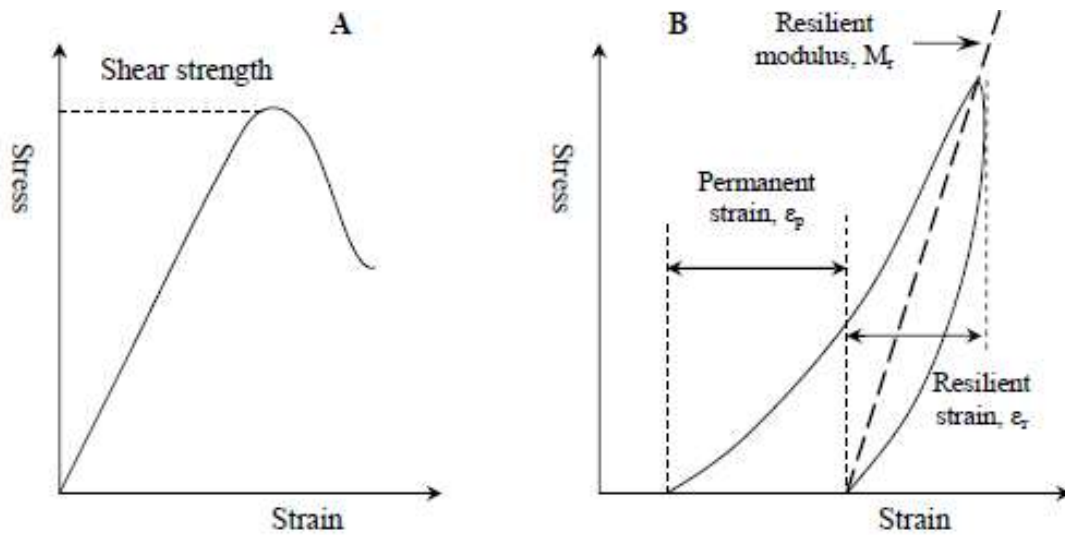 A
Shear strength
Stress
Strain
B
Resilient
modulus, Mᵣ
Stress
Permanent
strain, εₚ
Resilient
strain, εᵣ
Strain